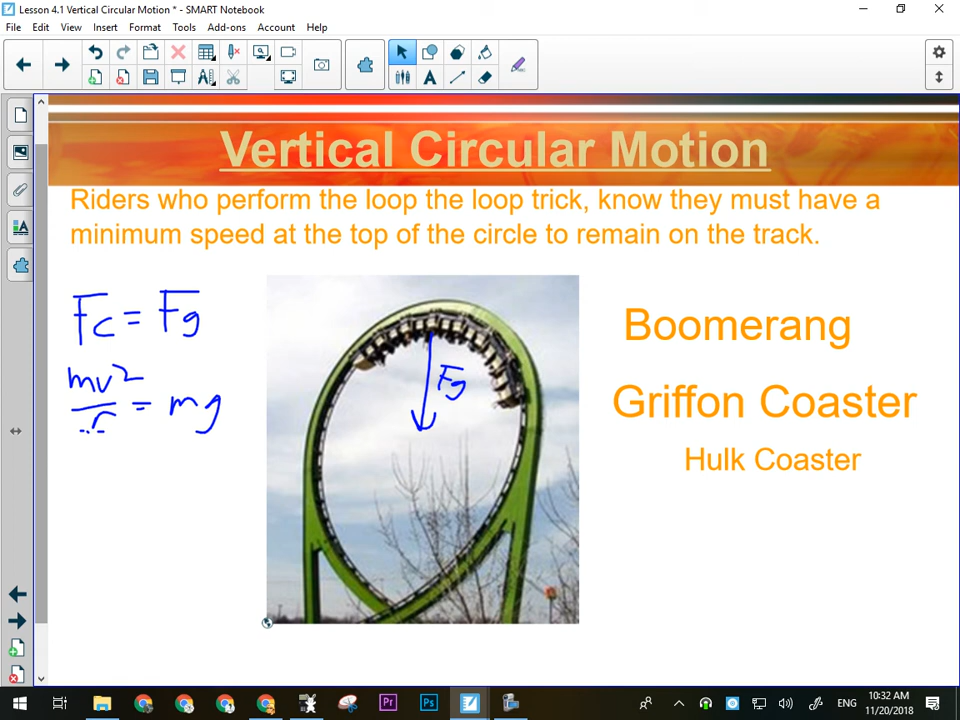 Lesson 4.1 Vertical Circular Motion * - SMART Notebook
File Edit View Insert Format Tools Add-ons Account Help
Vertical Circular Motion
Riders who perform the loop the loop trick, know they must have a
minimum speed at the top of the circle to remain on the track.
Fc = Fg
mv²/r = mg
Fg
Boomerang
Griffon Coaster
Hulk Coaster
Pr Ps ENG 10:32 AM
11/20/2018